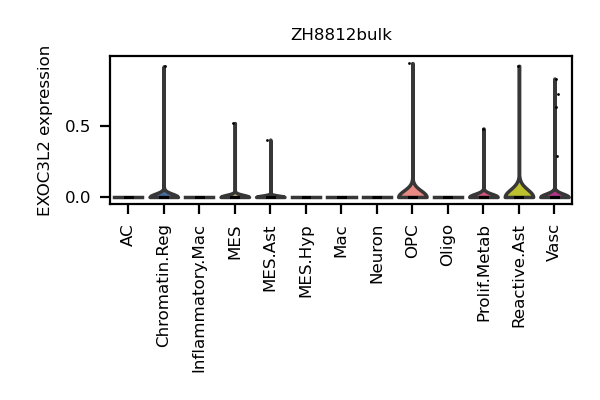 ZH8812bulk
EXOC3L2 expression
0.5
0.0
AC
Chromatin.Reg
Inflammatory.Mac
MES
MES.Ast
MES.Hyp
Mac
Neuron
OPC
Oligo
Prolif.Metab
Reactive.Ast
Vasc